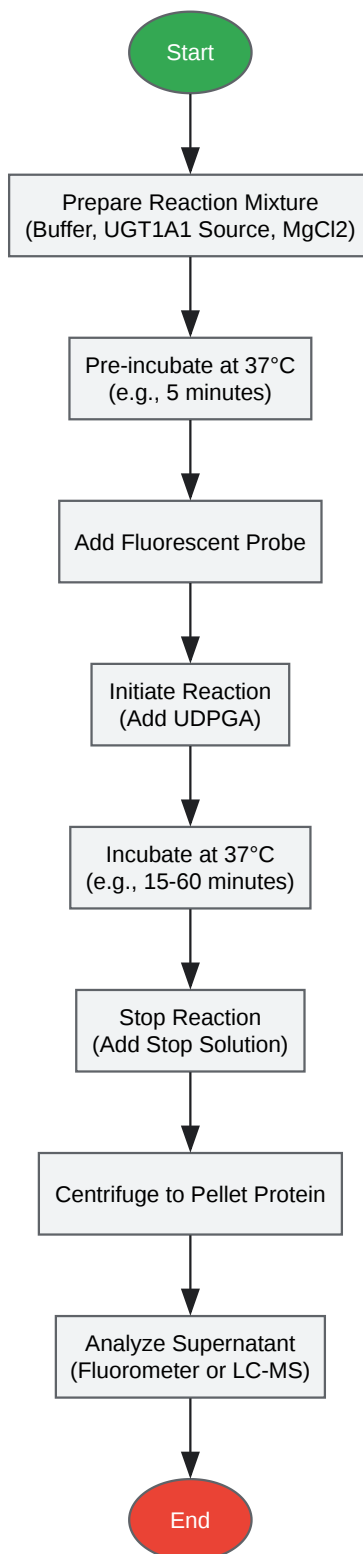 Start
Prepare Reaction Mixture
(Buffer, UGT1A1 Source, MgCl2)
Pre-incubate at 37°C
(e.g., 5 minutes)
Add Fluorescent Probe
Initiate Reaction
(Add UDPGA)
Incubate at 37°C
(e.g., 15-60 minutes)
Stop Reaction
(Add Stop Solution)
Centrifuge to Pellet Protein
Analyze Supernatant
(Fluorometer or LC-MS)
End